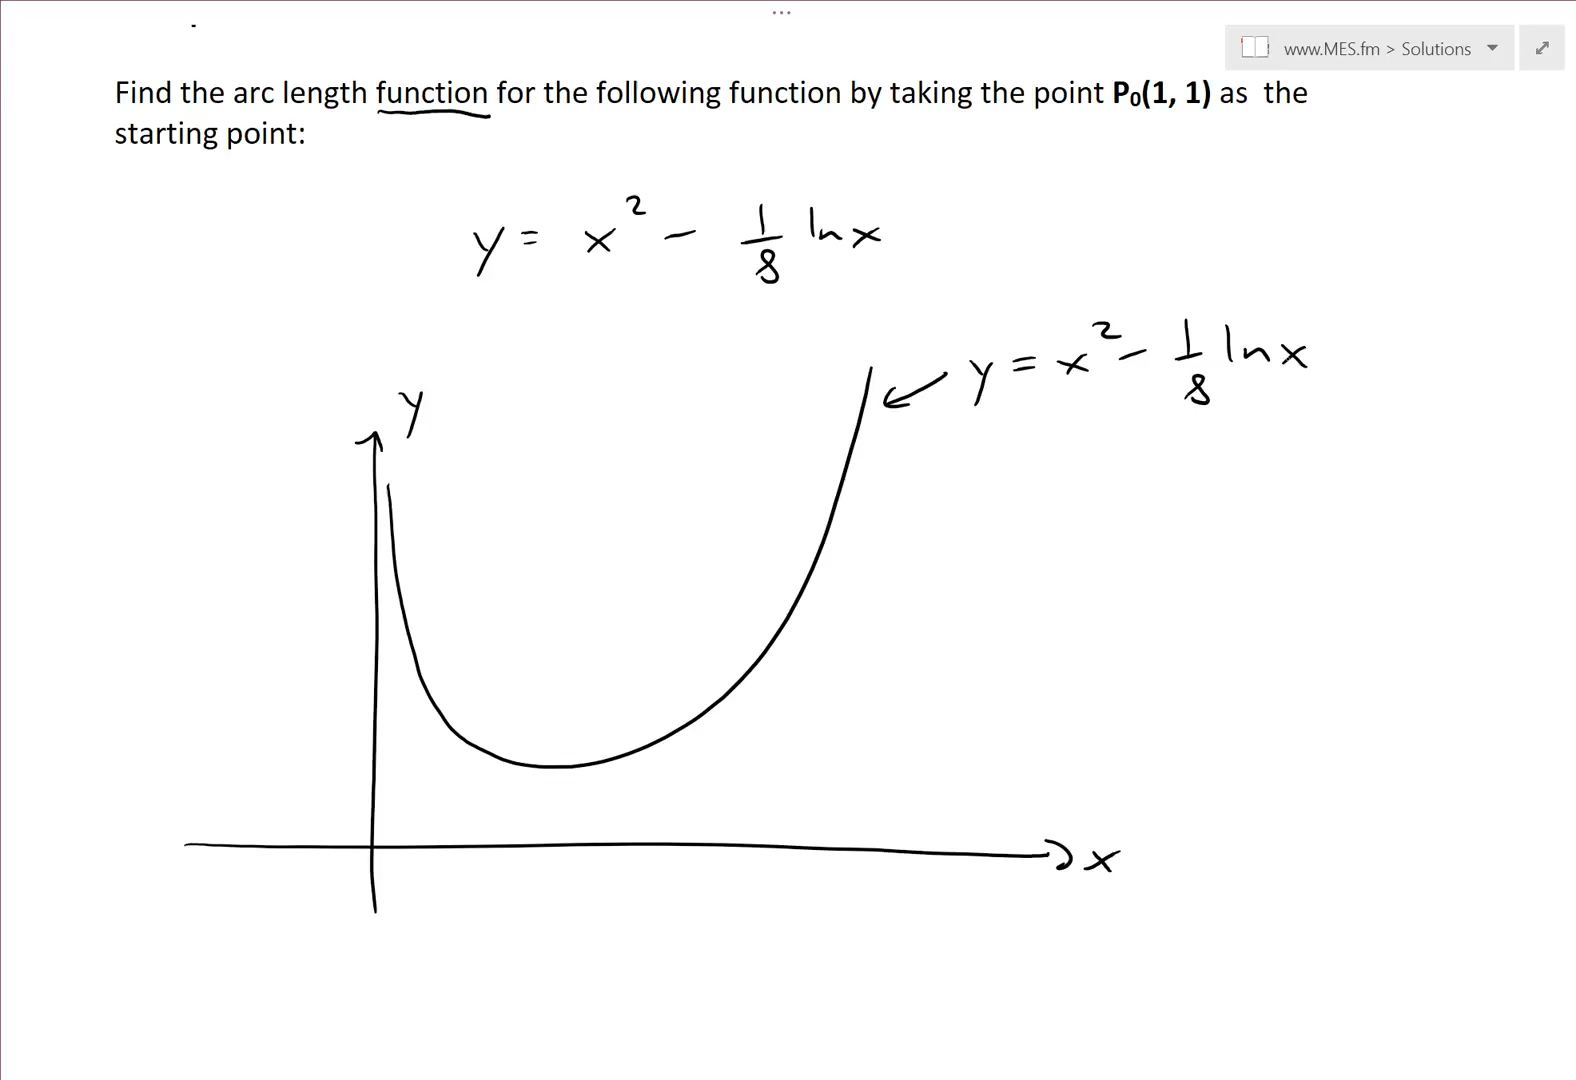 www.MES.fm > Solutions
Find the arc length function for the following function by taking the point P₀(1, 1) as the
starting point:
y = x² - 1/8 ln x
y = x² - 1/8 ln x
y
x